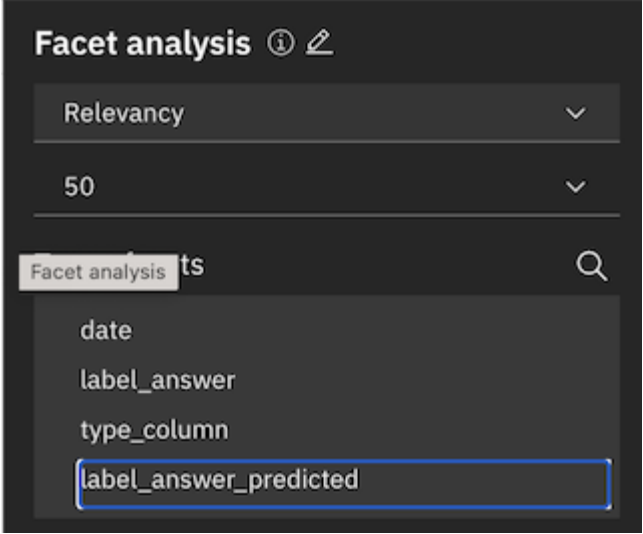 Facet analysis
Relevancy
50
ts
Facet analysis
date
label_answer
type_column
label_answer_predicted